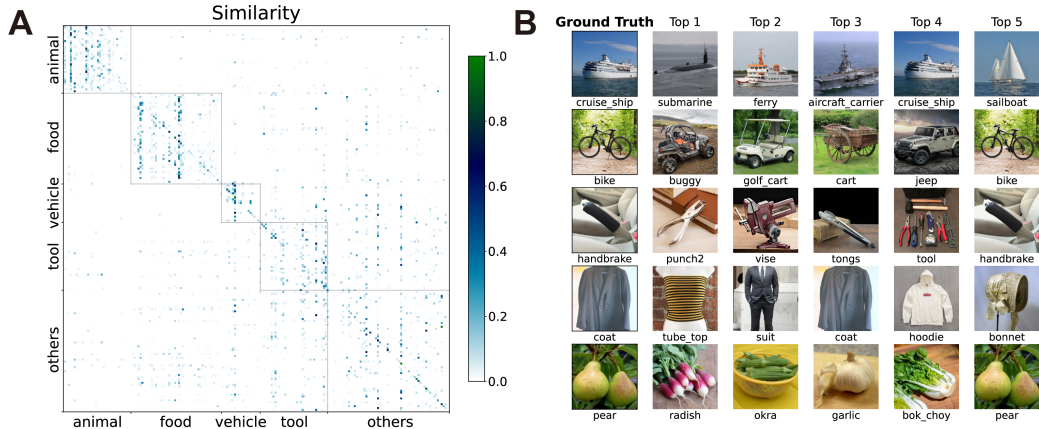 A
Similarity
animal
food
vehicle
tool
others
animal
food
vehicle
tool
others
1.0
0.8
0.6
0.4
0.2
0.0
B
Ground Truth Top 1 Top 2 Top 3 Top 4 Top 5
cruise_ship submarine ferry aircraft_carrier cruise_ship sailboat
bike buggy golf_cart cart jeep bike
handbrake punch2 vise tongs tool handbrake
coat tube_top suit coat hoodie bonnet
pear radish okra garlic bok_choy pear